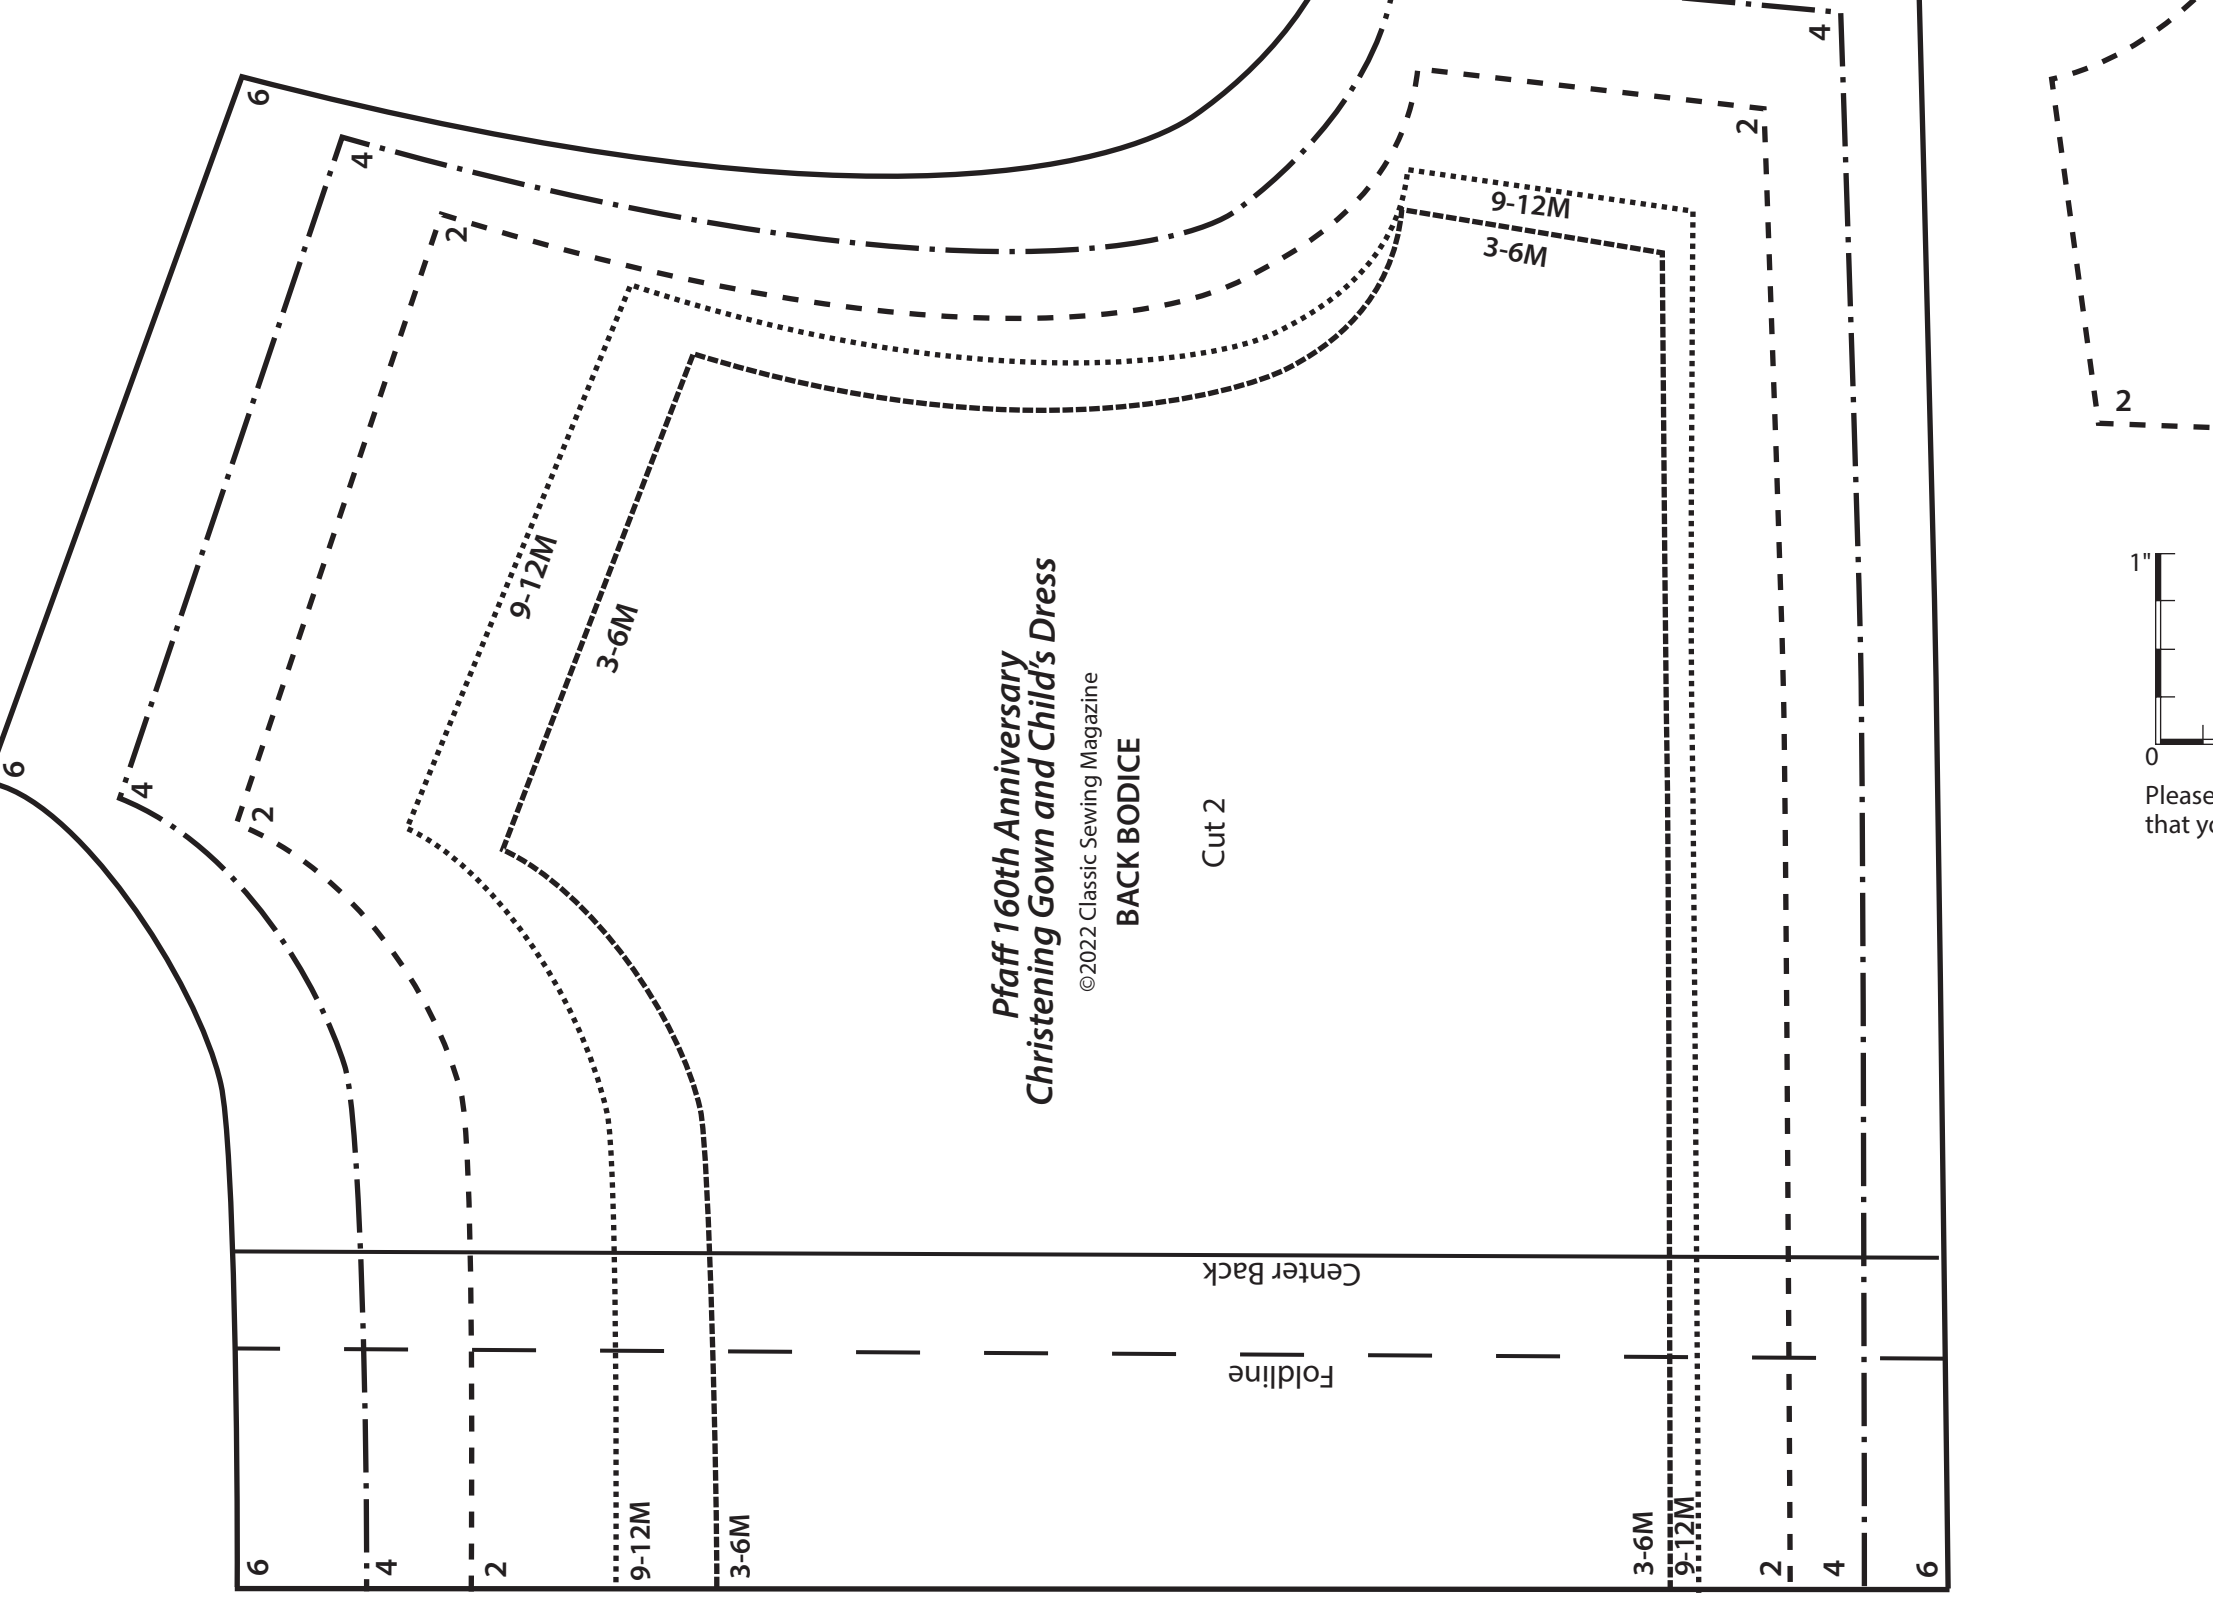 6
4
4
2
2
9-12M
3-6M
2
9-12M
3-6M
1"
0
Please
that yo
Pfaff 160th Anniversary
Christening Gown and Child's Dress
©2022 Classic Sewing Magazine
BACK BODICE
Cut 2
6
4
2
Center Back
Foldline
6
4
2
9-12M
3-6M
3-6M
9-12M
2
4
6